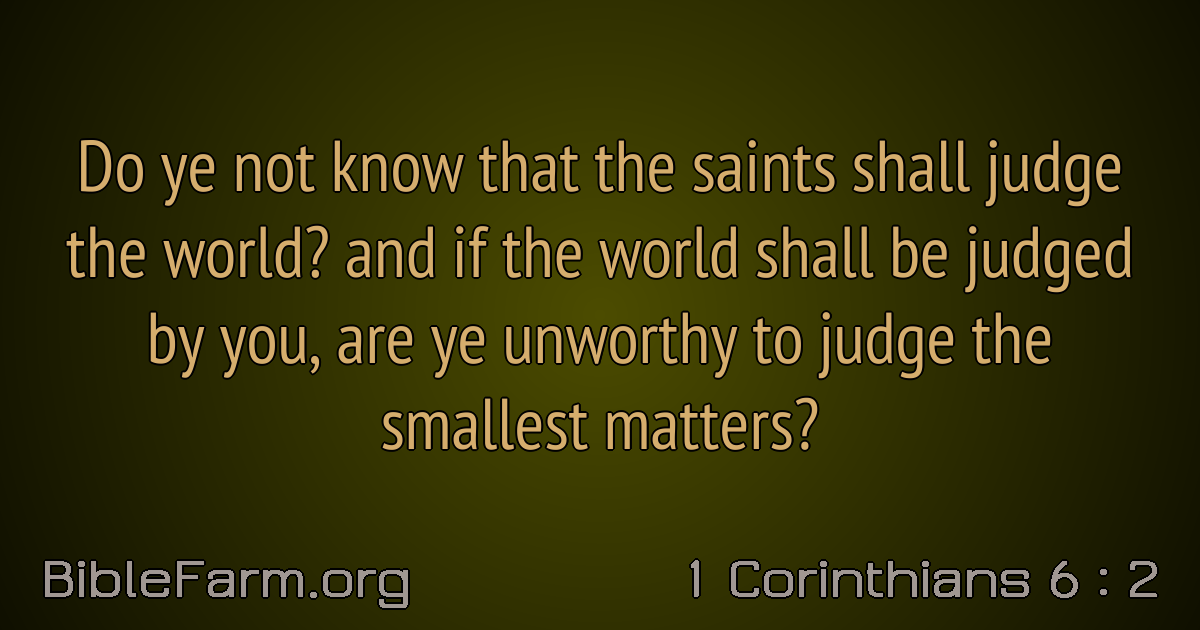 Do ye not know that the saints shall judge
the world? and if the world shall be judged
by you, are ye unworthy to judge the
smallest matters?
BibleFarm.org
1 Corinthians 6 : 2